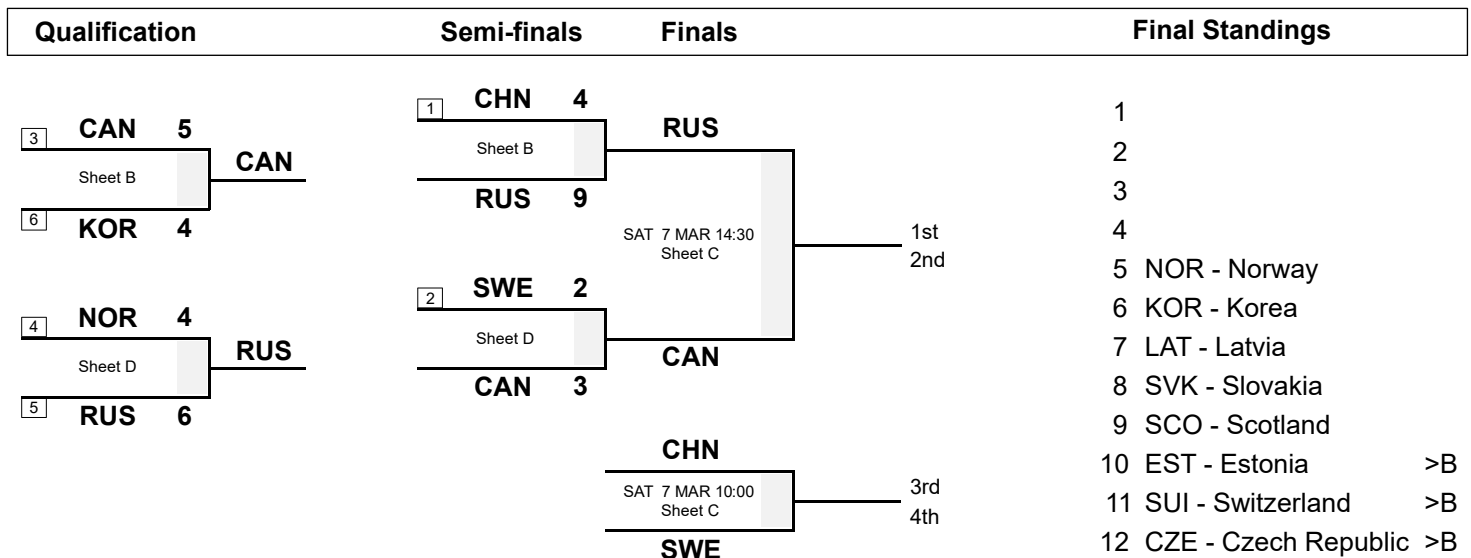 Qualification Semi-finals Finals Final Standings
3 CAN 5
Sheet B CAN
6 KOR 4
4 NOR 4
Sheet D RUS
5 RUS 6
1 CHN 4
Sheet B
RUS 9
2 SWE 2
Sheet D
CAN 3
RUS
SAT 7 MAR 14:30
Sheet C
CAN
1st
2nd
CHN
SAT 7 MAR 10:00
Sheet C
SWE
3rd
4th
1
2
3
4
5 NOR - Norway
6 KOR - Korea
7 LAT - Latvia
8 SVK - Slovakia
9 SCO - Scotland
10 EST - Estonia >B
11 SUI - Switzerland >B
12 CZE - Czech Republic >B